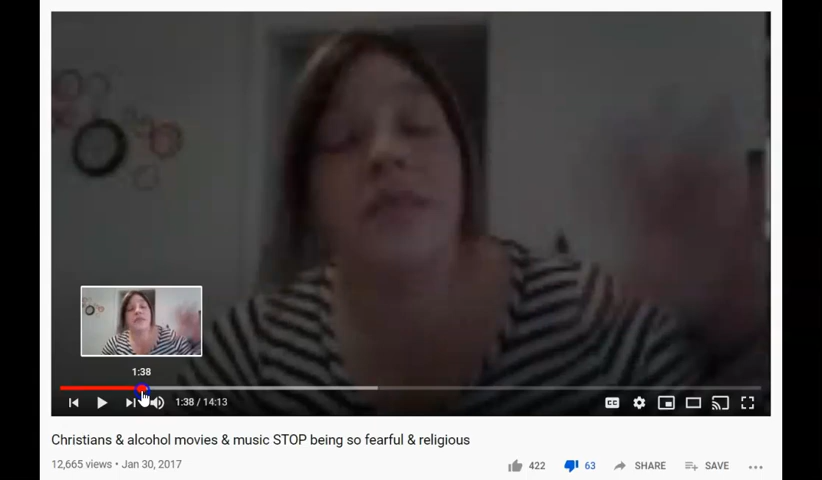 1:38
1:38 / 14:13
Christians & alcohol movies & music STOP being so fearful & religious
12,665 views • Jan 30, 2017
422
63
SHARE
SAVE